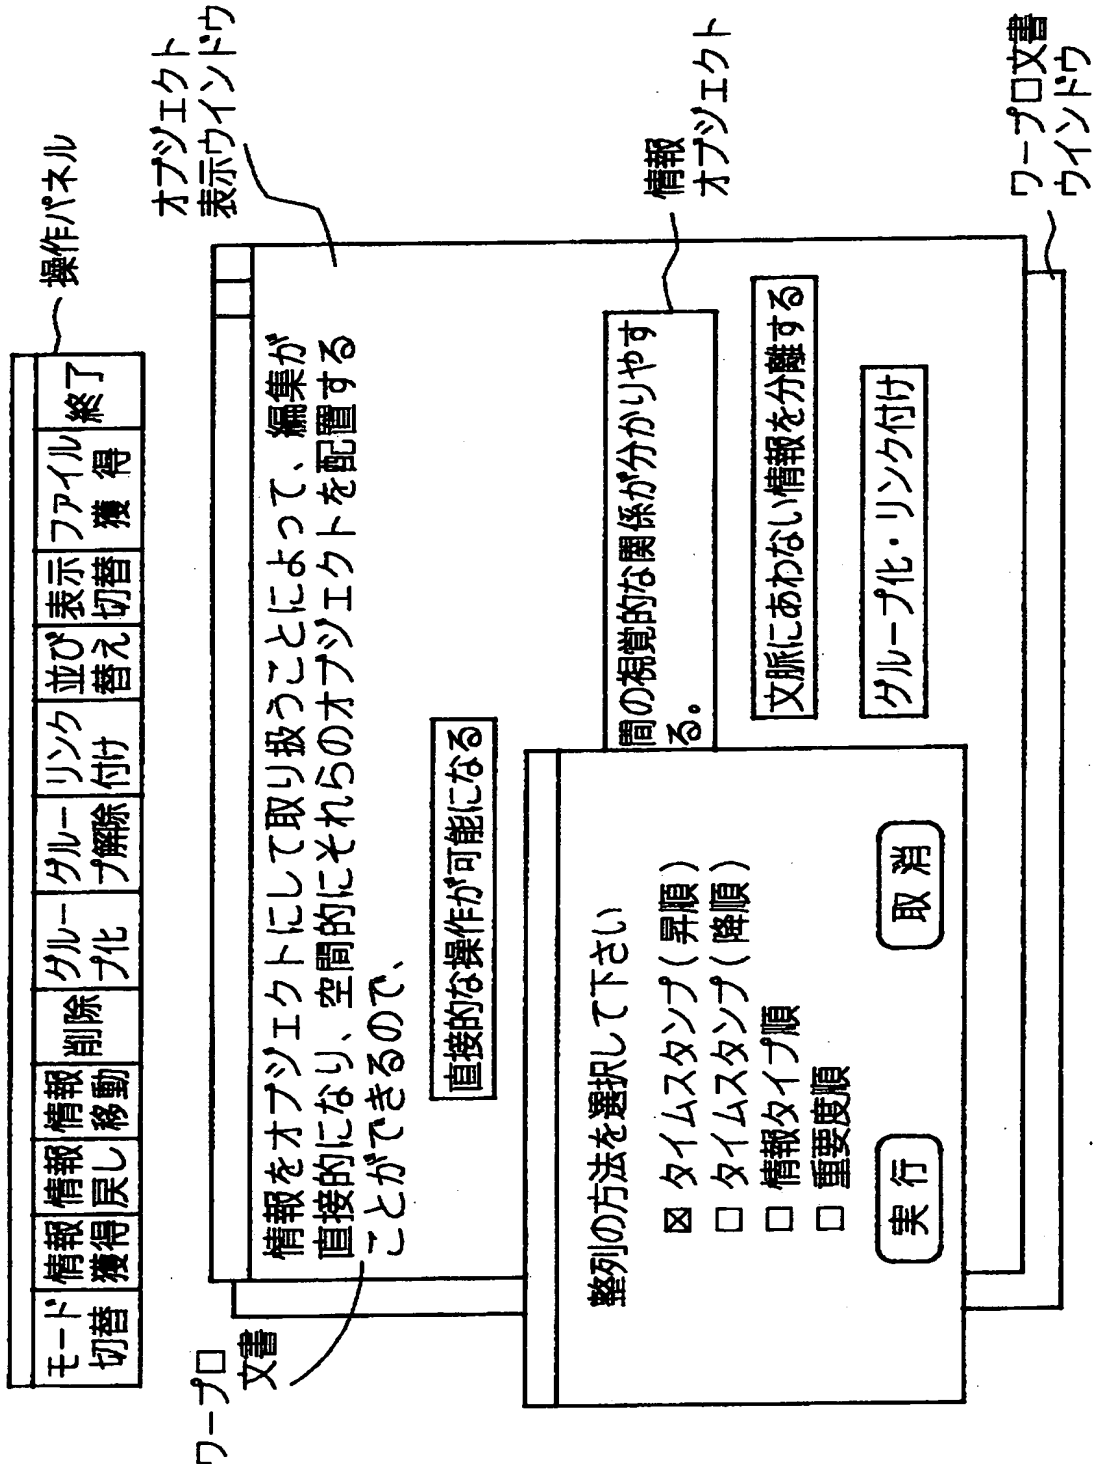 操作パネル
モード
切替
情報
獲得
情報
戻し
情報
移動
削除
グルー
プ化
グルー
プ解除
リンク
付け
並び
替え
表示
切替
ファイル
獲得
終了
オブジェクト
表示ウインドウ
ワープロ
文書
情報をオブジェクトにして取り扱うことによって、編集が
直接的になり、空間的にそれらのオブジェクトを配置する
ことができるので、
直接的な操作が可能になる
情報
オブジェクト
間の視覚的な関係が分かりやす
る。
文脈にあわない情報を分離する
グループ化・リンク付け
整列の方法を選択して下さい
☒ タイムスタンプ(昇順)
☐ タイムスタンプ(降順)
☐ 情報タイプ順
☐ 重要度順
実行
取消
ワープロ文書
ウインドウ